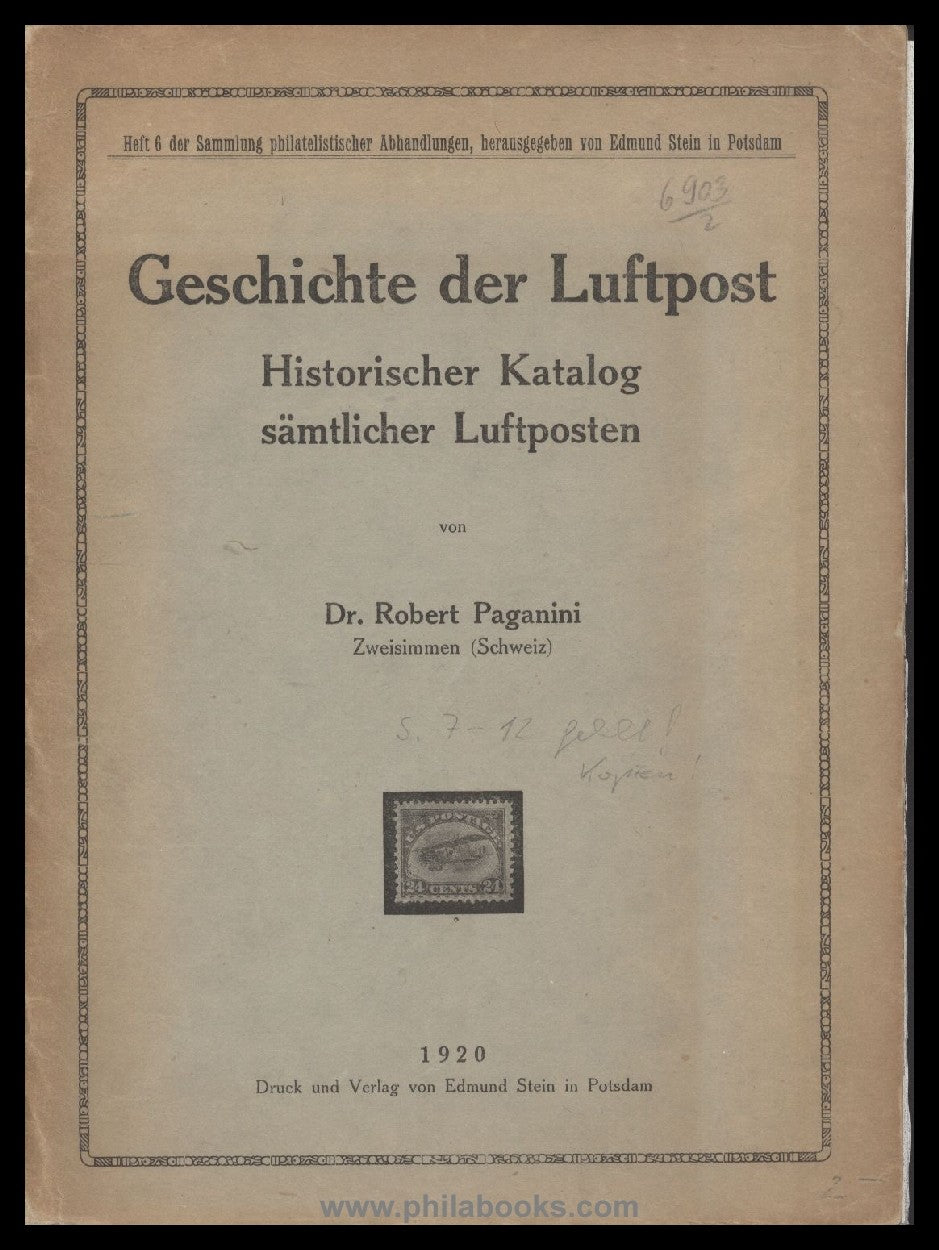 Heft 6 der Sammlung philatelistischer Abhandlungen, herausgegeben von Edmund Stein in Potsdam
6 903
2
Geschichte der Luftpost
Historischer Katalog
sämtlicher Luftposten
von
Dr. Robert Paganini
Zweisimmen (Schweiz)
S. 7-12 fehlt!
Kopien!
U.S. POSTAGE
24 CENTS 24
1920
Druck und Verlag von Edmund Stein in Potsdam
2 –
www.philabooks.com